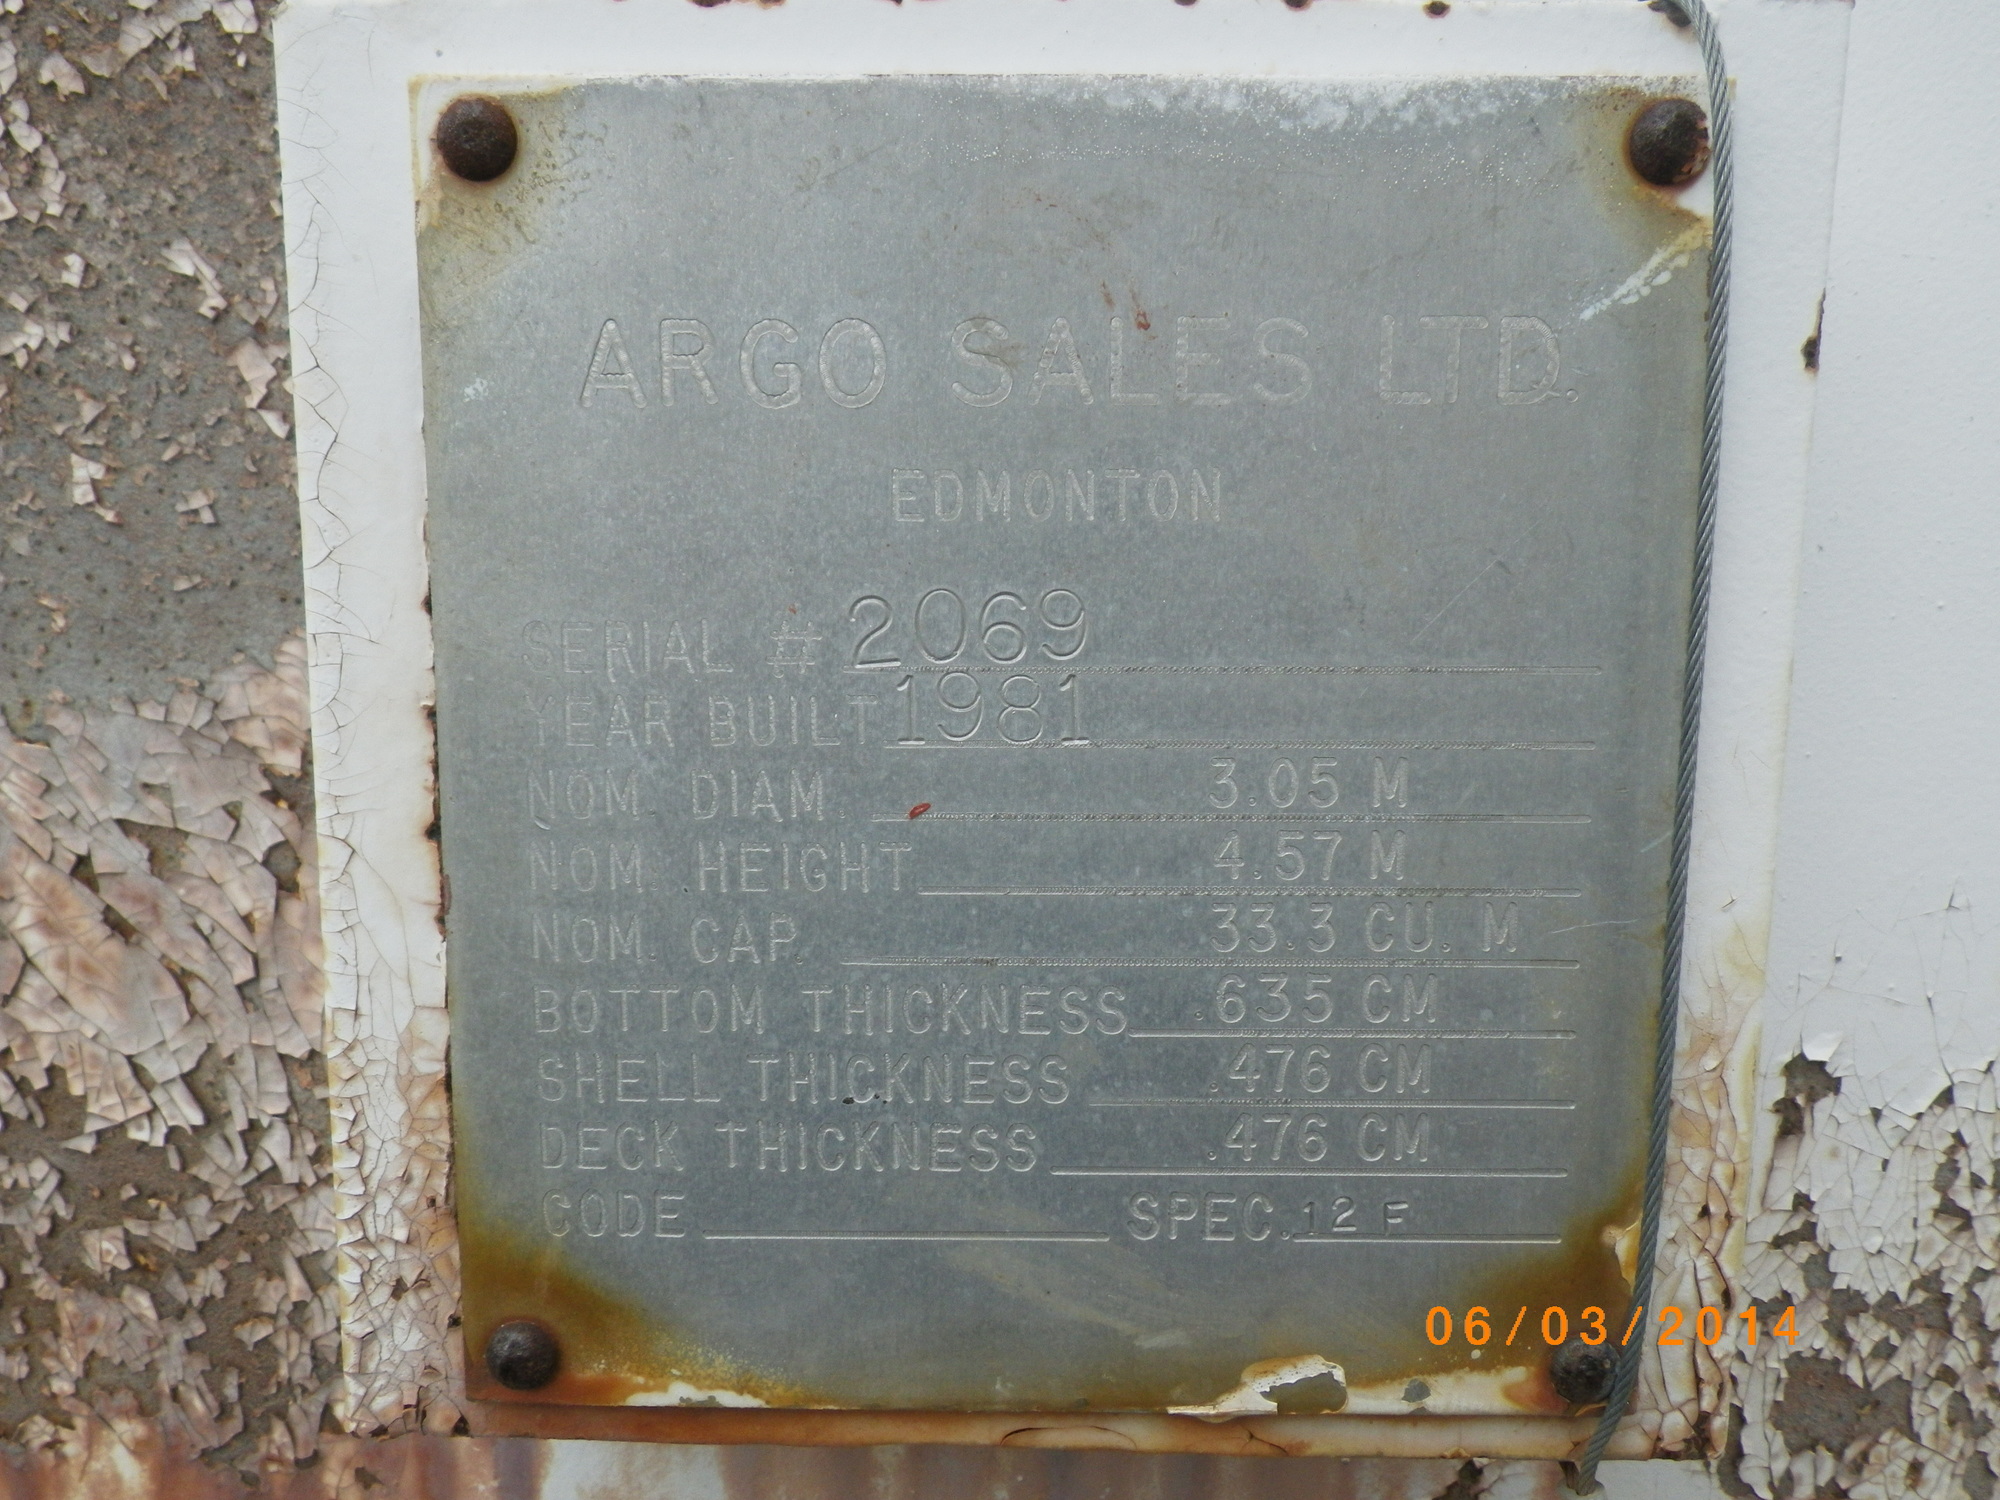 ARGO SALES LTD.
EDMONTON
SERIAL # 2069
YEAR BUILT 1981
NOM. DIAM. 3.05 M
NOM. HEIGHT 4.57 M
NOM. CAP. 33.3 CU. M
BOTTOM THICKNESS .635 CM
SHELL THICKNESS .476 CM
DECK THICKNESS .476 CM
CODE SPEC. 12 F
06/03/2014